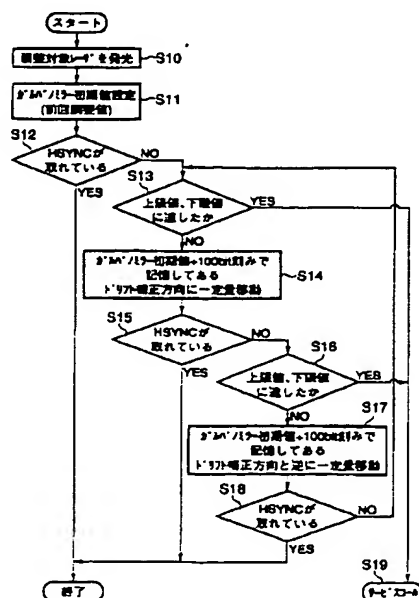 スタート
調整対象レーザを発光
S10
ガルバノミラー初期値設定
(前回調整値)
S11
S12
HSYNCが
取れている
NO
YES
S13
上限値、下限値
に達したか
YES
NO
ガルバノミラー初期値+100bit刻みで
記憶してある
ドリフト補正方向に一定量移動
S14
S15
HSYNCが
取れている
NO
YES
S16
上限値、下限値
に達したか
YES
NO
S17
ガルバノミラー初期値+100bit刻みで
記憶してある
ドリフト補正方向と逆に一定量移動
S18
HSYNCが
取れている
NO
YES
終了
S19
サービスコール